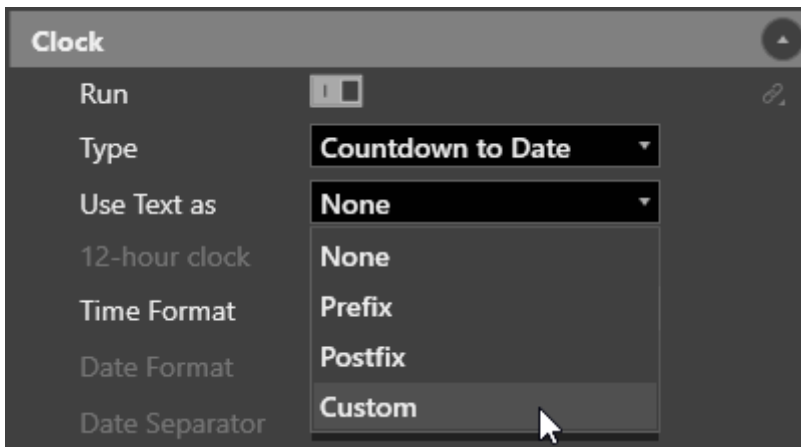 Clock
Run
Type Countdown to Date
Use Text as None
12-hour clock None
Time Format Prefix
Date Format Postfix
Date Separator Custom